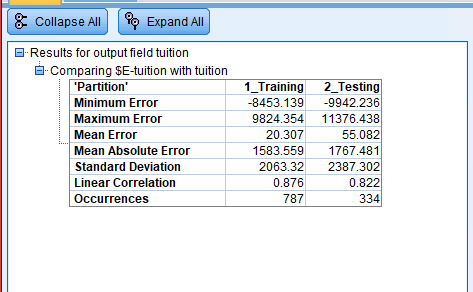 Collapse All Expand All
Results for output field tuition
Comparing $E-tuition with tuition
'Partition' 1_Training 2_Testing
Minimum Error -8453.139 -9942.236
Maximum Error 9824.354 11376.438
Mean Error 20.307 55.082
Mean Absolute Error 1583.559 1767.481
Standard Deviation 2063.32 2387.302
Linear Correlation 0.876 0.822
Occurrences 787 334